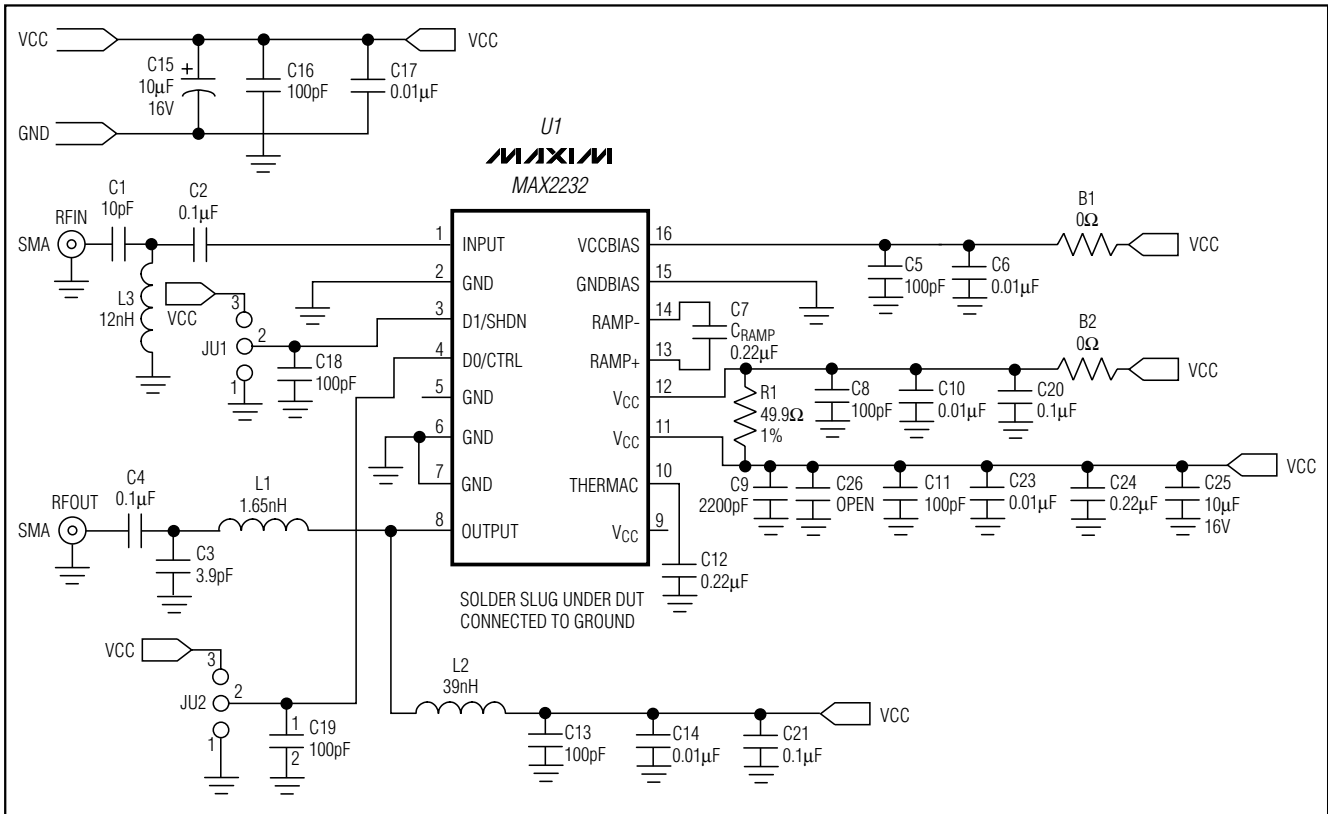 VCC
VCC
C15
+
10µF
16V
C16
100pF
C17
0.01µF
GND
U1
MAXIM
MAX2232
RFIN
SMA
C1
10pF
C2
0.1µF
L3
12nH
VCC
3
2
JU1
1
C18
100pF
1
INPUT
2
GND
3
D1/SHDN
4
D0/CTRL
5
GND
6
GND
7
GND
8
OUTPUT
VCCBIAS
16
GNDBIAS
15
RAMP-
14
RAMP+
13
VCC
12
VCC
11
THERMAC
10
VCC
9
C7
CRAMP
0.22µF
B1
0Ω
VCC
C5
100pF
C6
0.01µF
B2
0Ω
VCC
R1
49.9Ω
1%
C8
100pF
C10
0.01µF
C20
0.1µF
VCC
C9
2200pF
C26
OPEN
C11
100pF
C23
0.01µF
C24
0.22µF
C25
10µF
16V
C12
0.22µF
RFOUT
SMA
C4
0.1µF
L1
1.65nH
C3
3.9pF
SOLDER SLUG UNDER DUT
CONNECTED TO GROUND
VCC
3
2
JU2
1
1
C19
100pF
2
L2
39nH
VCC
C13
100pF
C14
0.01µF
C21
0.1µF